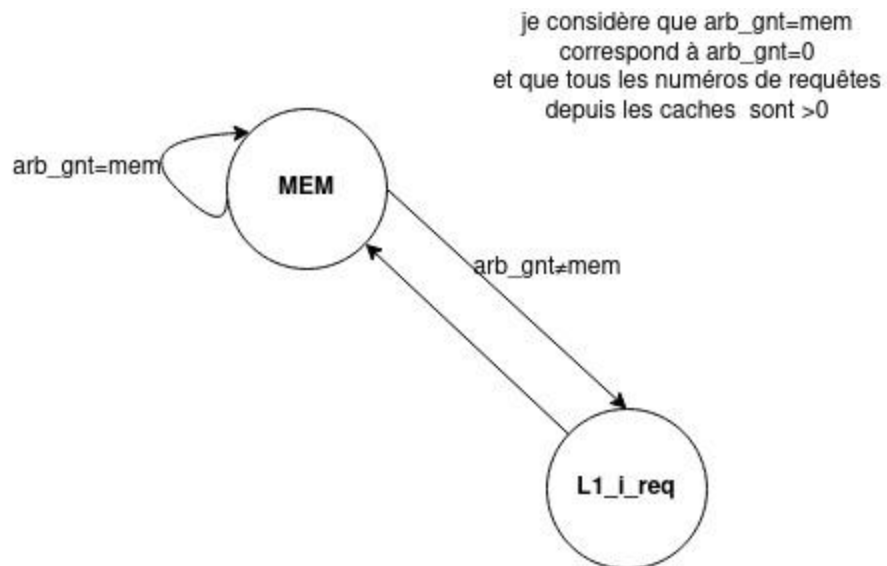 je considère que arb_gnt=mem
correspond à arb_gnt=0
et que tous les numéros de requêtes
depuis les caches sont >0
arb_gnt=mem
MEM
arb_gnt≠mem
L1_i_req